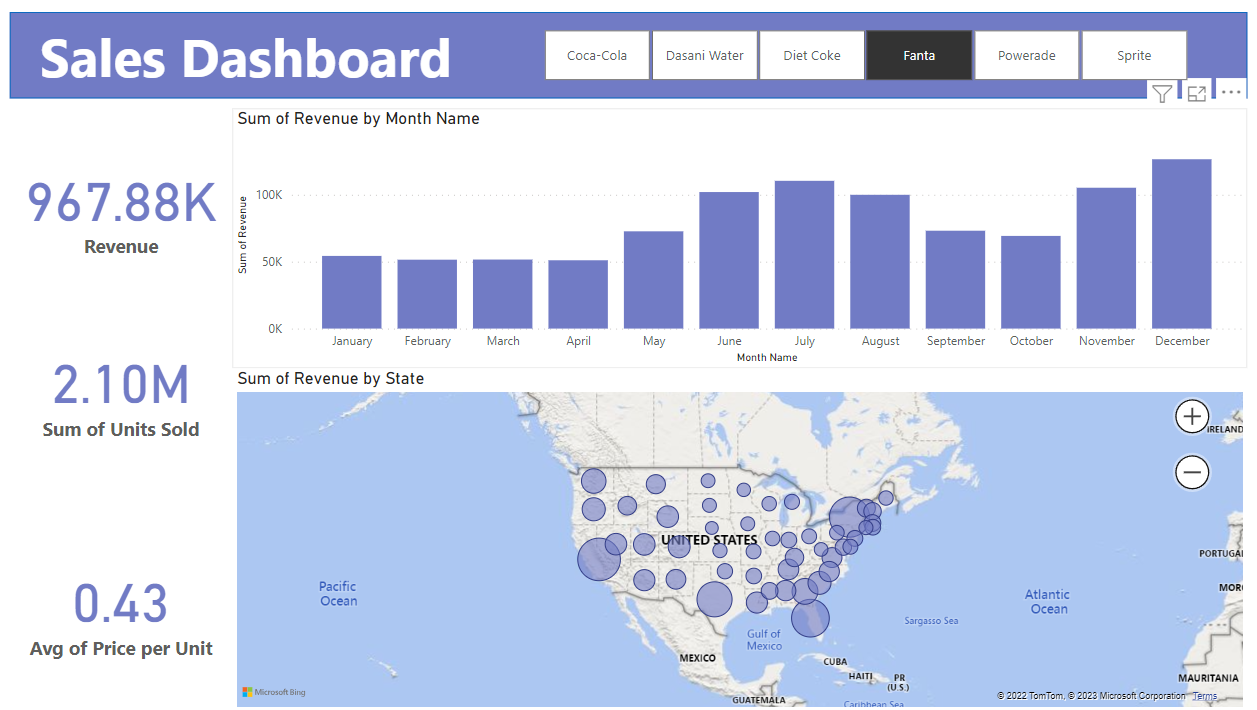 Sales Dashboard
Coca-Cola
Dasani Water
Diet Coke
Fanta
Powerade
Sprite
967.88K
Revenue
2.10M
Sum of Units Sold
0.43
Avg of Price per Unit
Sum of Revenue by Month Name
Sum of Revenue
100K
50K
0K
January February March April May June July August September October November December
Month Name
Sum of Revenue by State
IRELAND
UNITED STATES
PORTUGAL
Pacific
Ocean
Atlantic
Ocean
MOR
Sargasso Sea
Gulf of
Mexico
MEXICO
CUBA
HAITI
PR
(U.S.)
MAURITANIA
GUATEMALA
Caribbean Sea
Microsoft Bing
© 2022 TomTom, © 2023 Microsoft Corporation Terms